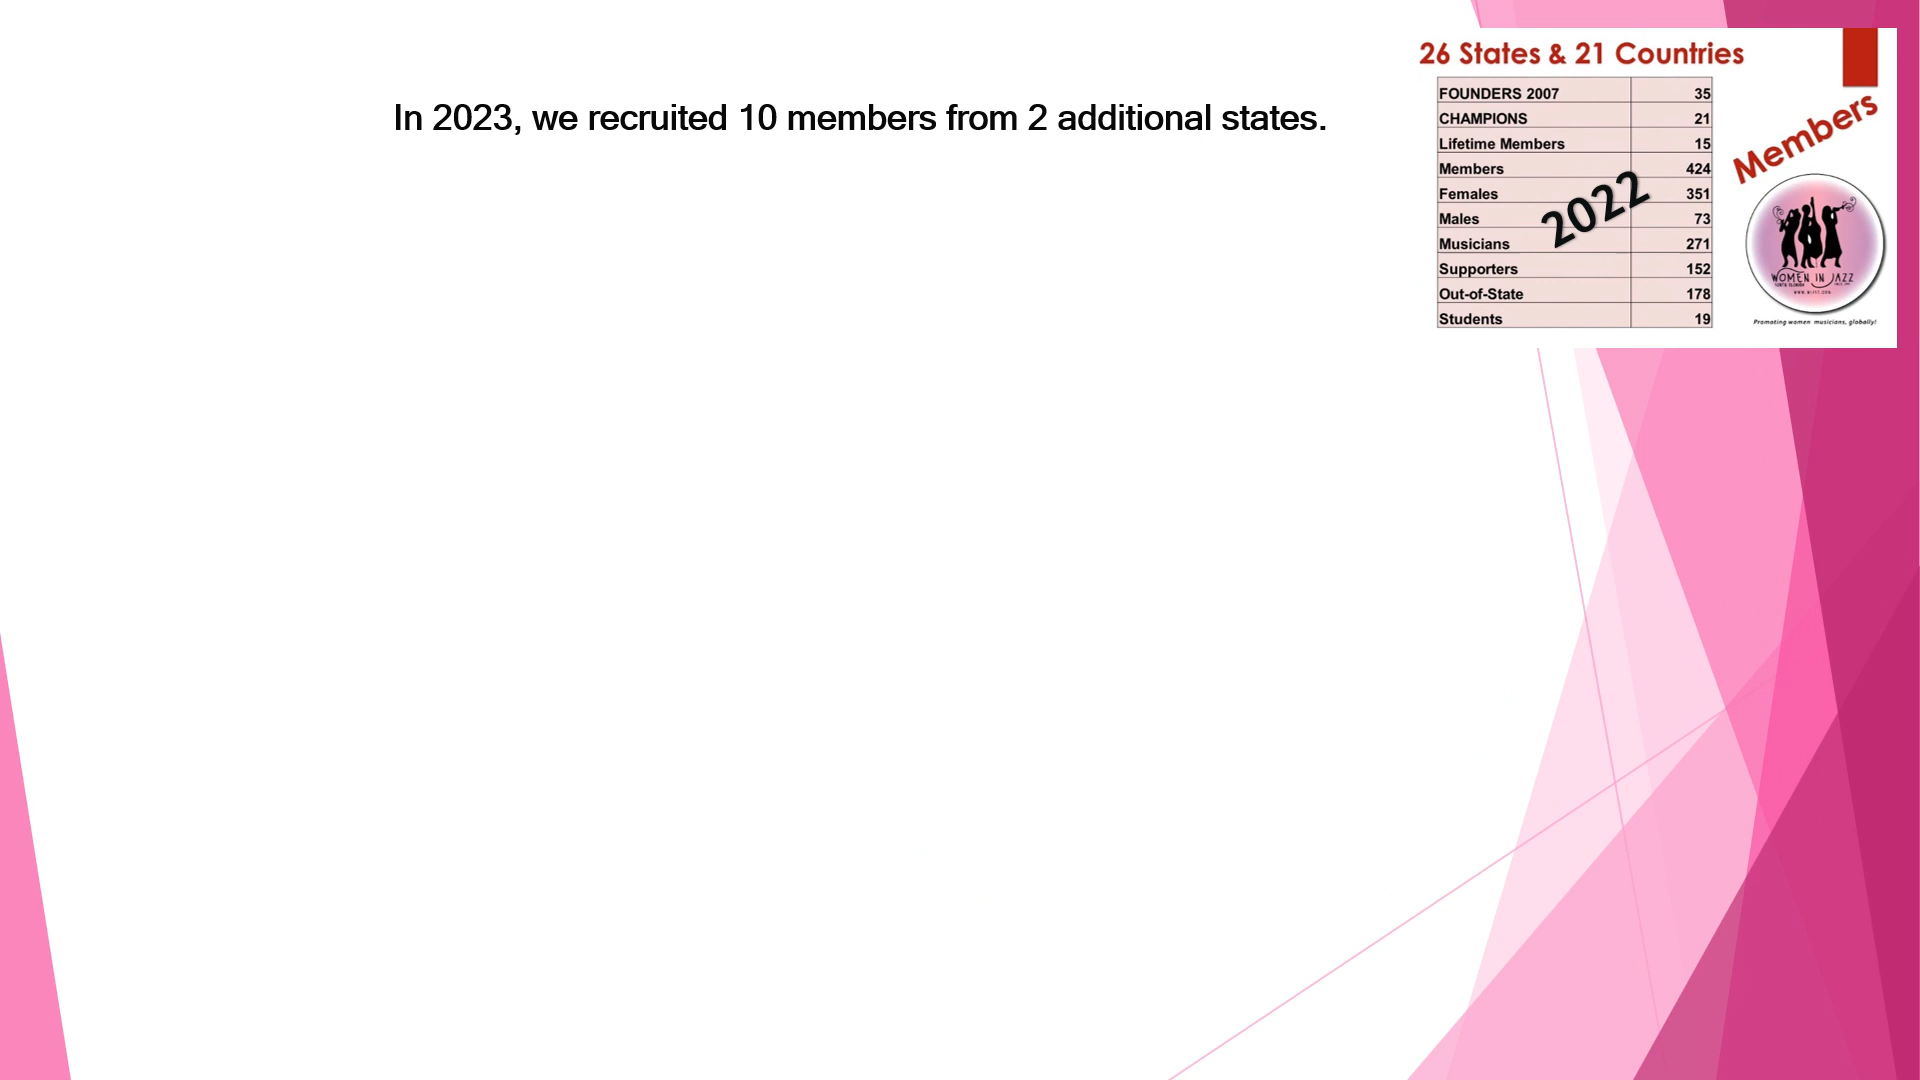 In 2023, we recruited 10 members from 2 additional states.
26 States & 21 Countries
FOUNDERS 2007 35
CHAMPIONS 21
Lifetime Members 15
Members 424
Females 351
Males 73
Musicians 271
Supporters 152
Out-of-State 178
Students 19
2022
Members
WOMEN IN JAZZ
Promoting women musicians, globally!